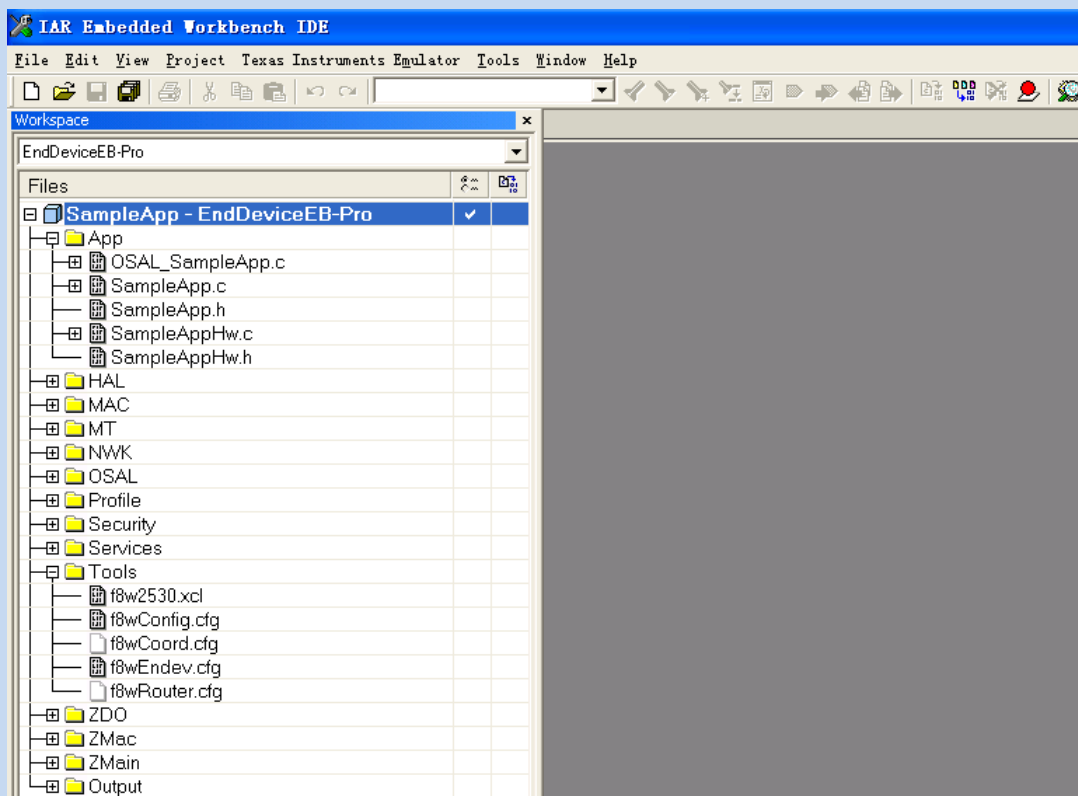 IAR Embedded Workbench IDE
File Edit View Project Texas Instruments Emulator Tools Window Help
Workspace
EndDeviceEB-Pro
Files
SampleApp - EndDeviceEB-Pro
App
OSAL_SampleApp.c
SampleApp.c
SampleApp.h
SampleAppHw.c
SampleAppHw.h
HAL
MAC
MT
NWK
OSAL
Profile
Security
Services
Tools
f8w2530.xcl
f8wConfig.cfg
f8wCoord.cfg
f8wEndev.cfg
f8wRouter.cfg
ZDO
ZMac
ZMain
Output